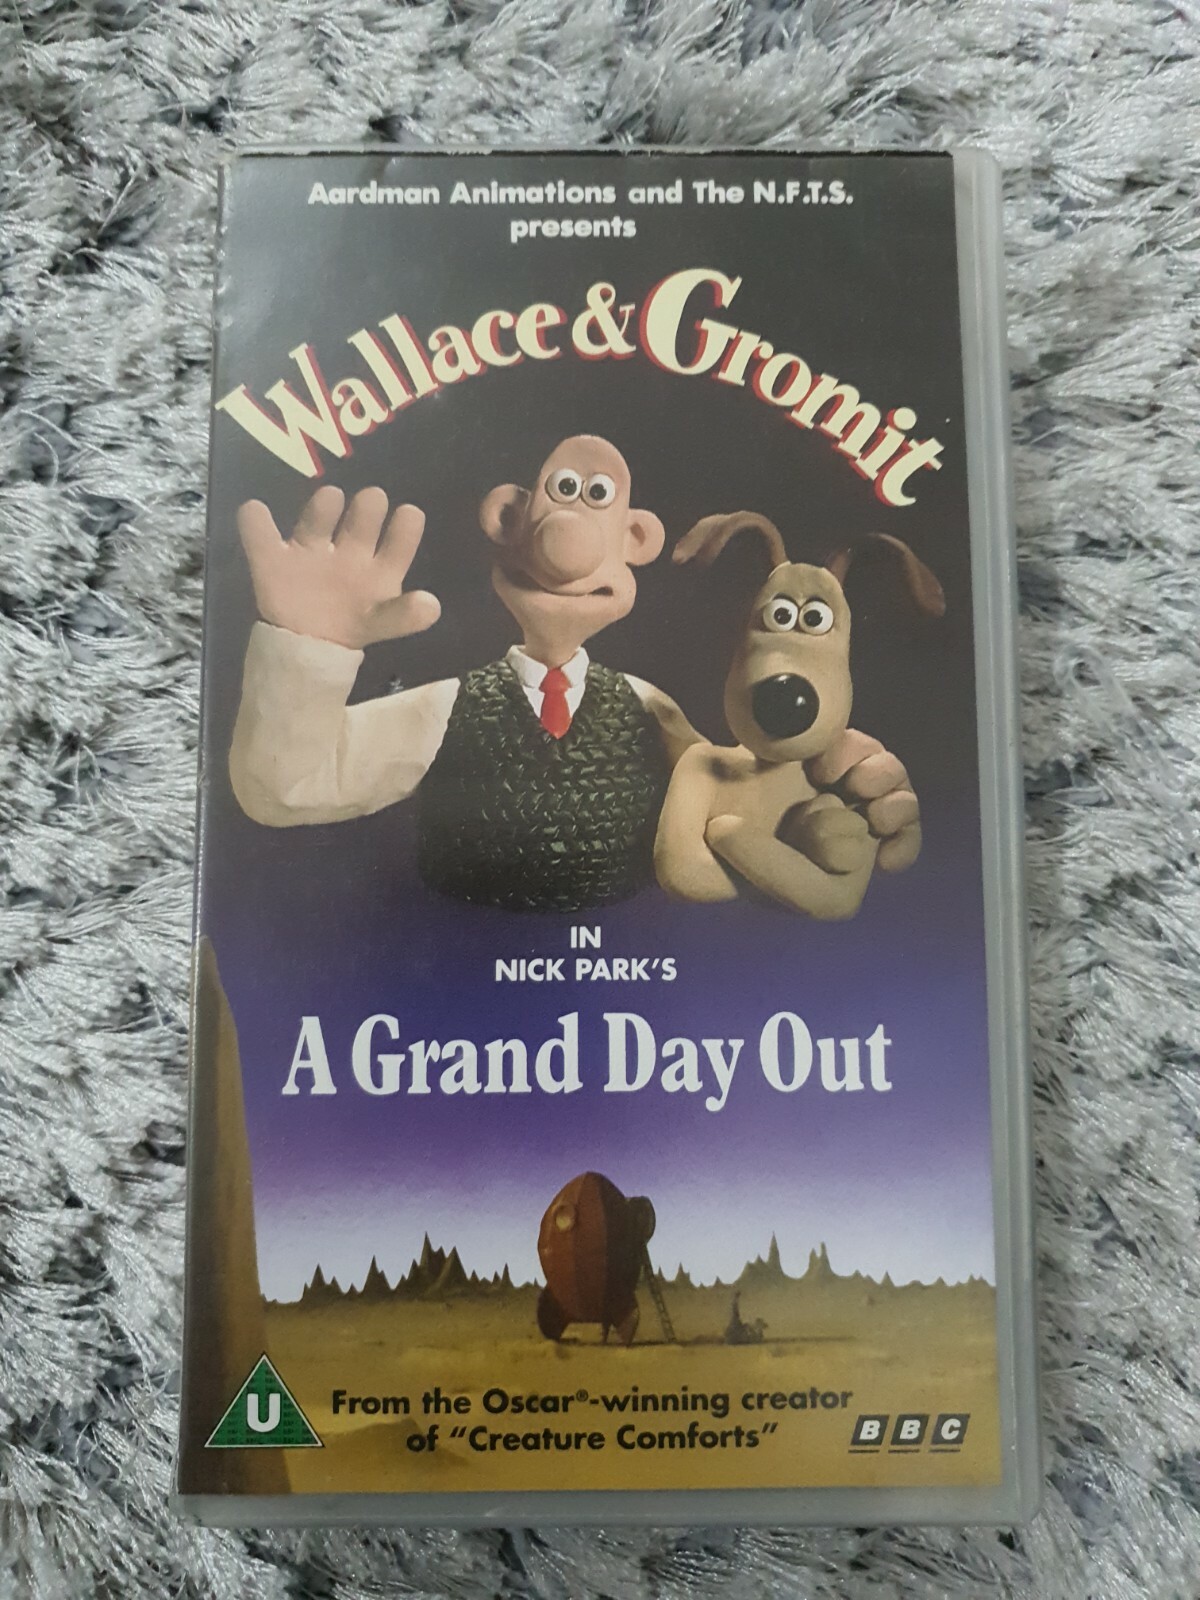 Aardman Animations and The N.F.T.S.
presents
Wallace & Gromit
IN
NICK PARK'S
A Grand Day Out
U
From the Oscar®-winning creator
of "Creature Comforts"
BBC